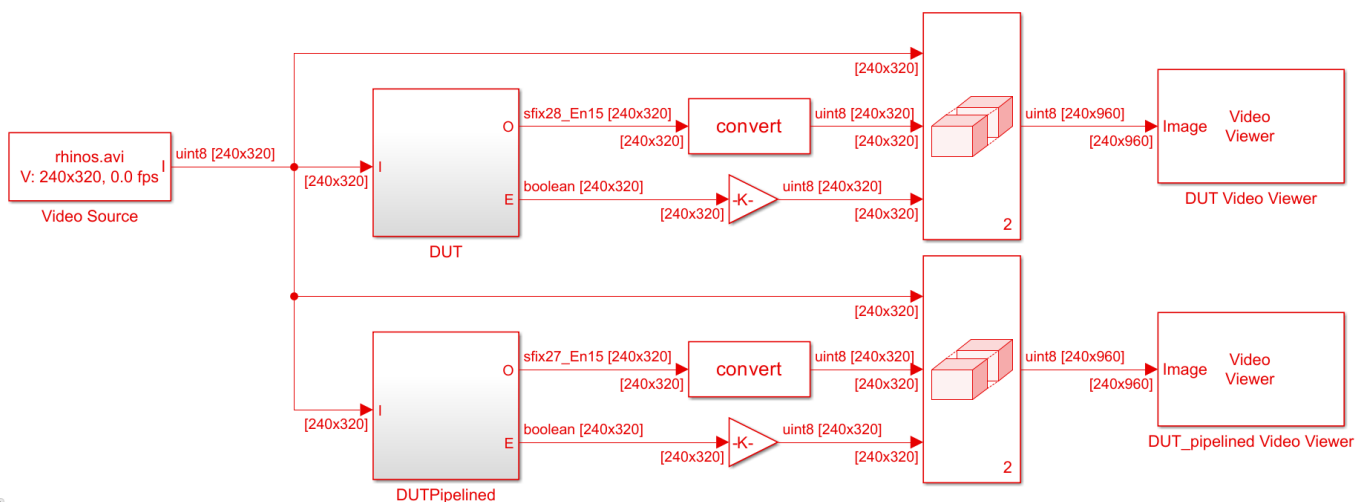 rhinos.avi
V: 240x320, 0.0 fps
I
Video Source
uint8 [240x320]
[240x320]
I
O
E
DUT
sfix28_En15 [240x320]
[240x320]
convert
uint8 [240x320]
[240x320]
boolean [240x320]
[240x320]
-K-
uint8 [240x320]
[240x320]
[240x320]
2
uint8 [240x960]
[240x960]
Image
Video
Viewer
DUT Video Viewer
[240x320]
I
O
E
DUTPipelined
sfix27_En15 [240x320]
[240x320]
convert
uint8 [240x320]
[240x320]
boolean [240x320]
[240x320]
-K-
uint8 [240x320]
[240x320]
[240x320]
2
uint8 [240x960]
[240x960]
Image
Video
Viewer
DUT_pipelined Video Viewer